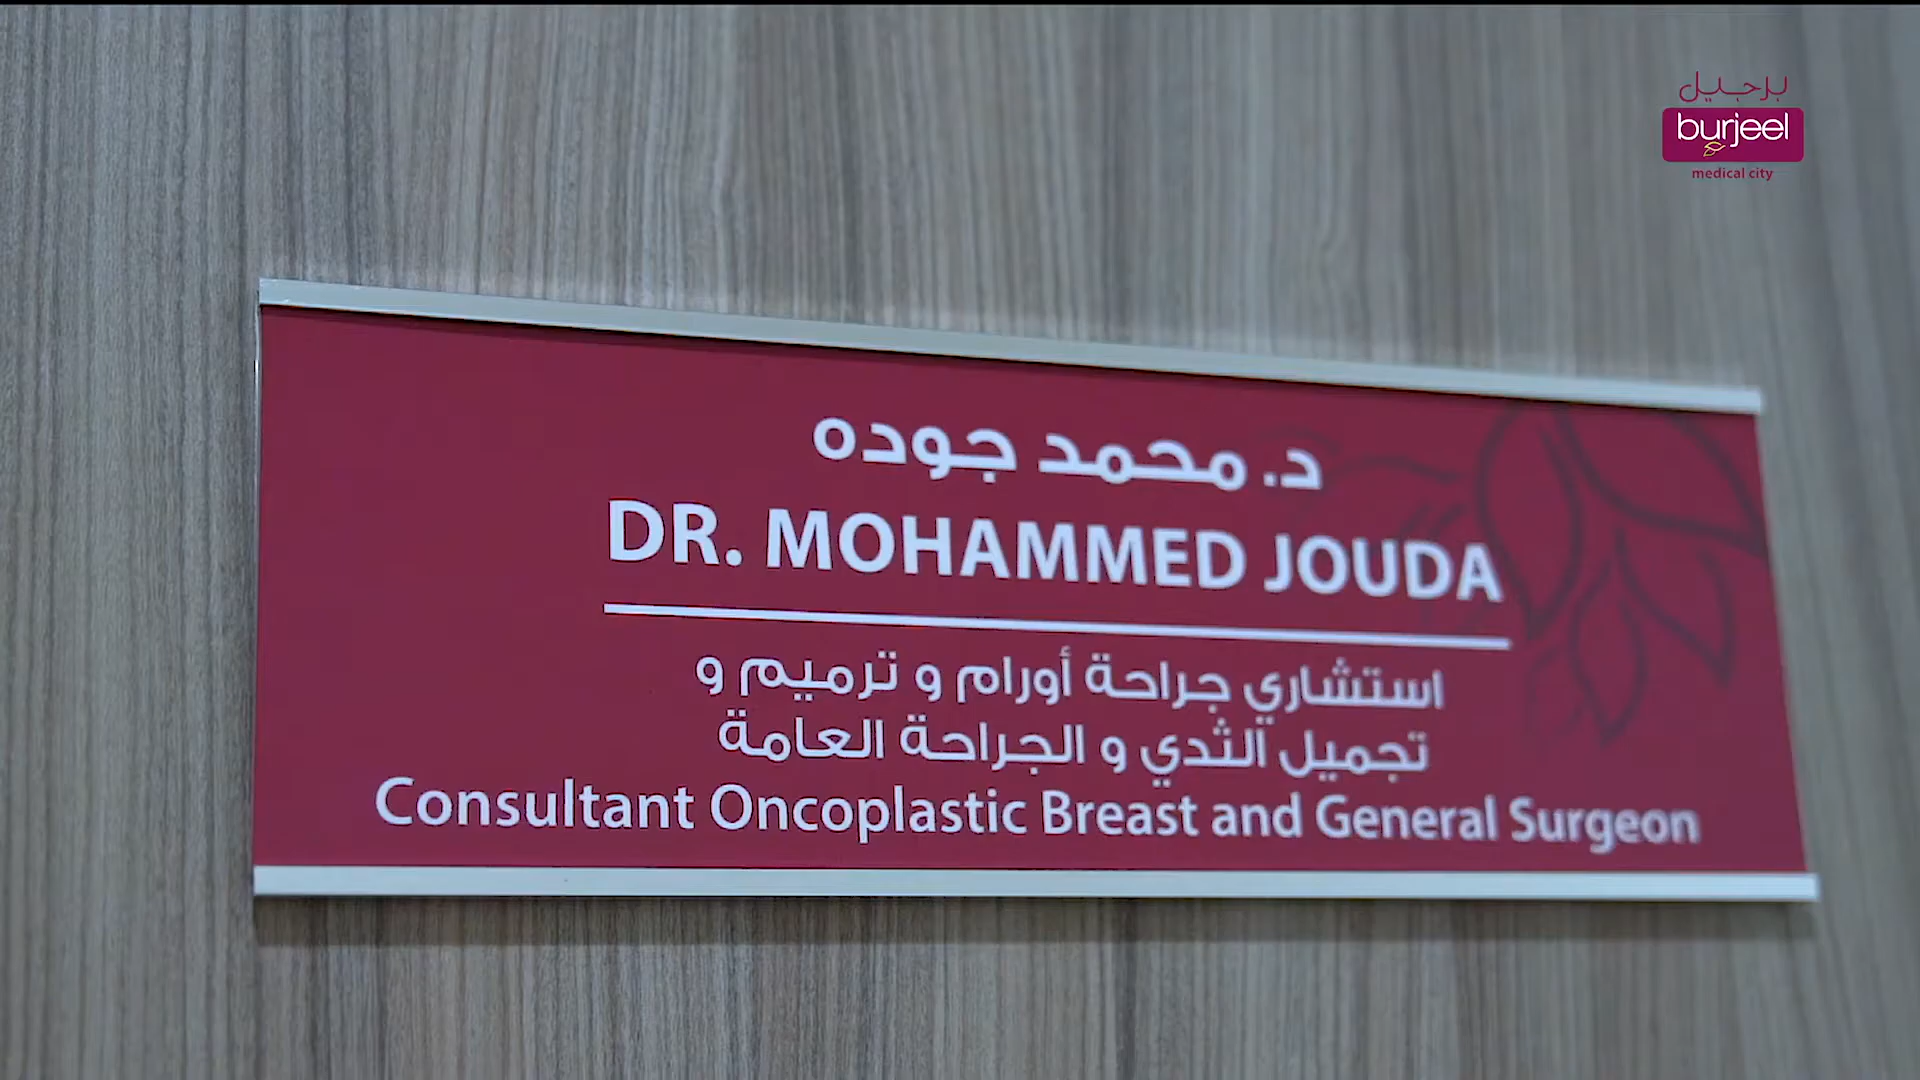 برجيل
burjeel
medical city
د. محمد جوده
DR. MOHAMMED JOUDA
استشاري جراحة أورام و ترميم و
تجميل الثدي و الجراحة العامة
Consultant Oncoplastic Breast and General Surgeon